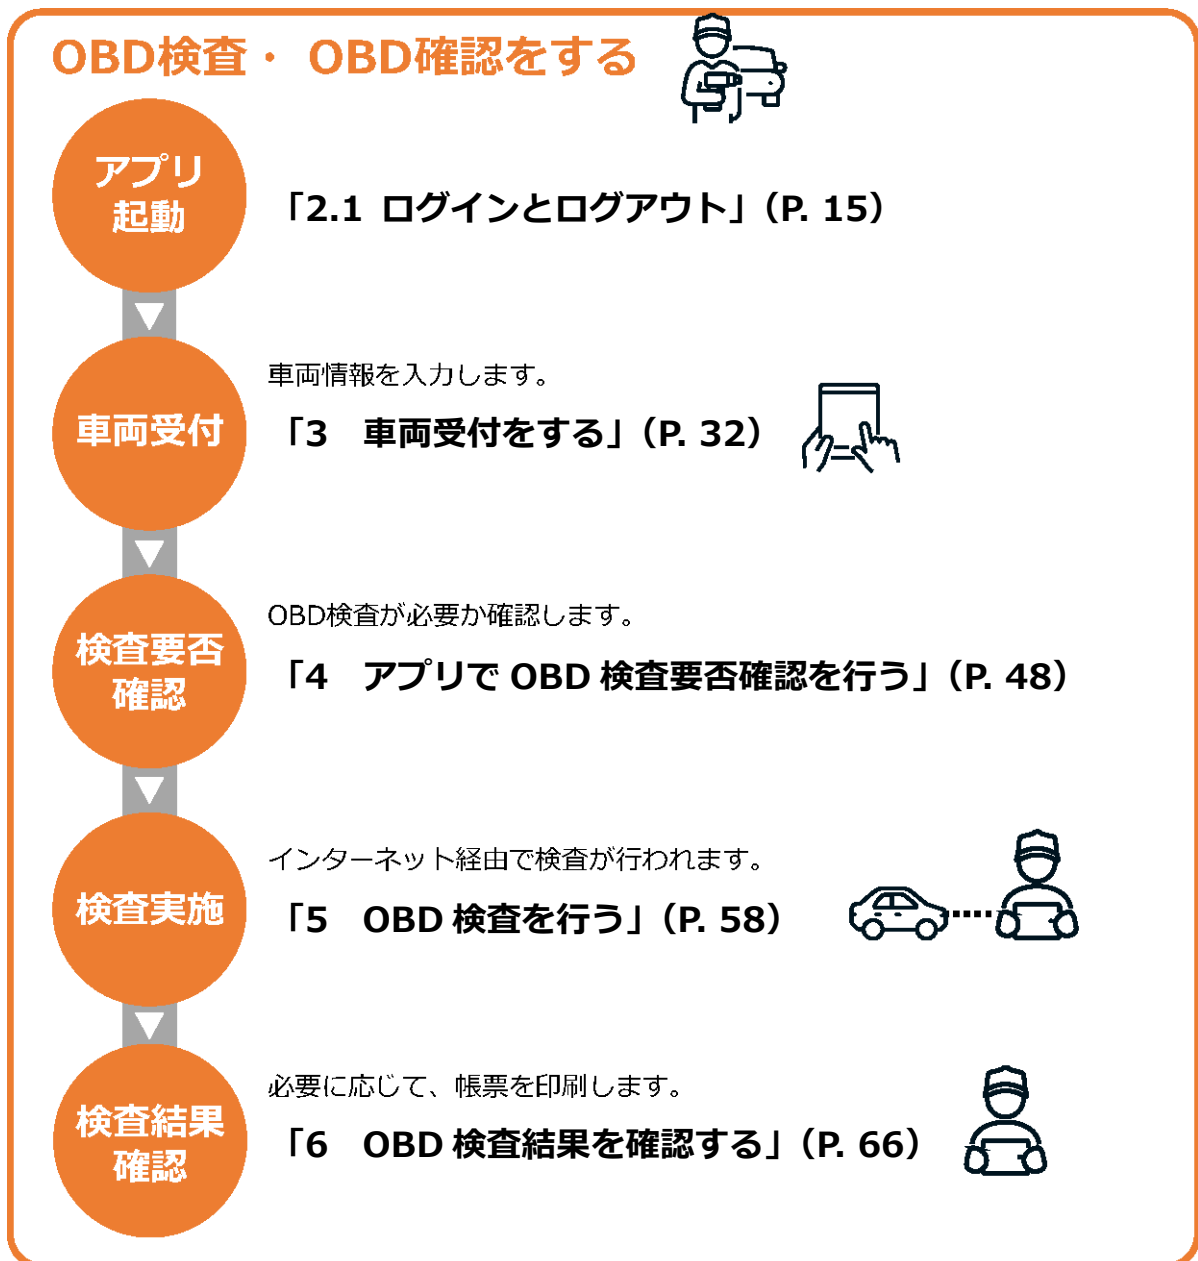 OBD検査・ OBD確認をする
アプリ
起動
「2.1 ログインとログアウト」（P. 15）
車両受付
車両情報を入力します。
「3　車両受付をする」（P. 32）
検査要否
確認
OBD検査が必要か確認します。
「4　アプリで OBD 検査要否確認を行う」（P. 48）
検査実施
インターネット経由で検査が行われます。
「5　OBD 検査を行う」（P. 58）
検査結果
確認
必要に応じて、帳票を印刷します。
「6　OBD 検査結果を確認する」（P. 66）